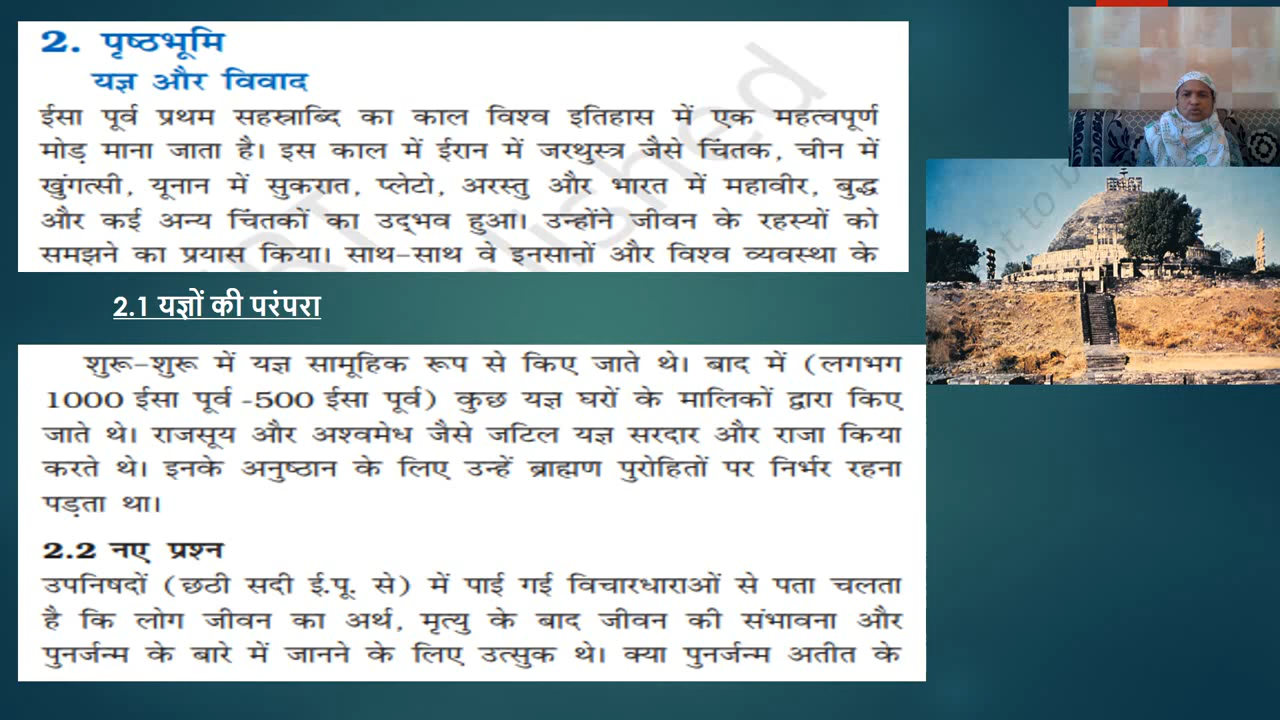 2. पृष्ठभूमि
यज्ञ और विवाद
ईसा पूर्व प्रथम सहस्राब्दि का काल विश्व इतिहास में एक महत्वपूर्ण
मोड़ माना जाता है। इस काल में ईरान में जरथुस्त्र जैसे चिंतक, चीन में
खुंगत्सी, यूनान में सुकरात, प्लेटो, अरस्तु और भारत में महावीर, बुद्ध
और कई अन्य चिंतकों का उद्भव हुआ। उन्होंने जीवन के रहस्यों को
समझने का प्रयास किया। साथ-साथ वे इनसानों और विश्व व्यवस्था के
2.1 यज्ञों की परंपरा
शुरू-शुरू में यज्ञ सामूहिक रूप से किए जाते थे। बाद में (लगभग
1000 ईसा पूर्व -500 ईसा पूर्व) कुछ यज्ञ घरों के मालिकों द्वारा किए
जाते थे। राजसूय और अश्वमेध जैसे जटिल यज्ञ सरदार और राजा किया
करते थे। इनके अनुष्ठान के लिए उन्हें ब्राह्मण पुरोहितों पर निर्भर रहना
पड़ता था।
2.2 नए प्रश्न
उपनिषदों (छठी सदी ई.पू. से) में पाई गई विचारधाराओं से पता चलता
है कि लोग जीवन का अर्थ, मृत्यु के बाद जीवन की संभावना और
पुनर्जन्म के बारे में जानने के लिए उत्सुक थे। क्या पुनर्जन्म अतीत के